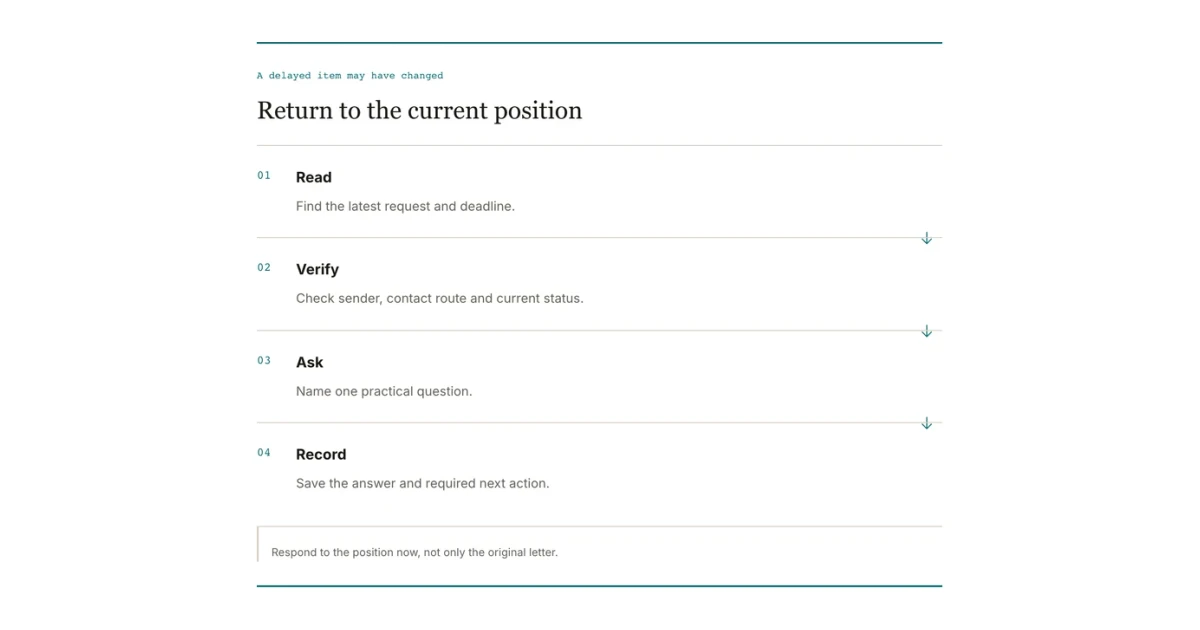 A delayed item may have changed
Return to the current position
01
Read
Find the latest request and deadline.
02
Verify
Check sender, contact route and current status.
03
Ask
Name one practical question.
04
Record
Save the answer and required next action.
Respond to the position now, not only the original letter.